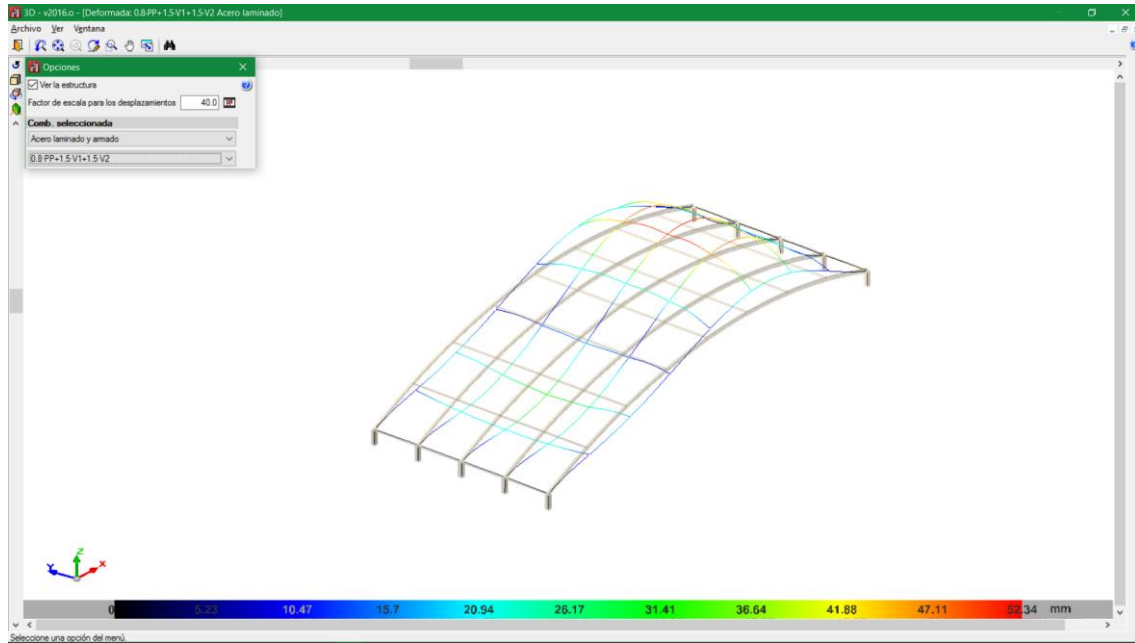 3D - v2016.o - [Deformada: 0.8·PP+1.5·V1+1.5·V2 Acero laminado]
Archivo Ver Ventana
Opciones
Ver la estructura
Factor de escala para los desplazamientos 40.0
Comb. seleccionada
Acero laminado y armado
0.8·PP+1.5·V1+1.5·V2
Z
Y X
0 5.23 10.47 15.7 20.94 26.17 31.41 36.64 41.88 47.11 52.34 mm
Seleccione una opción del menú.